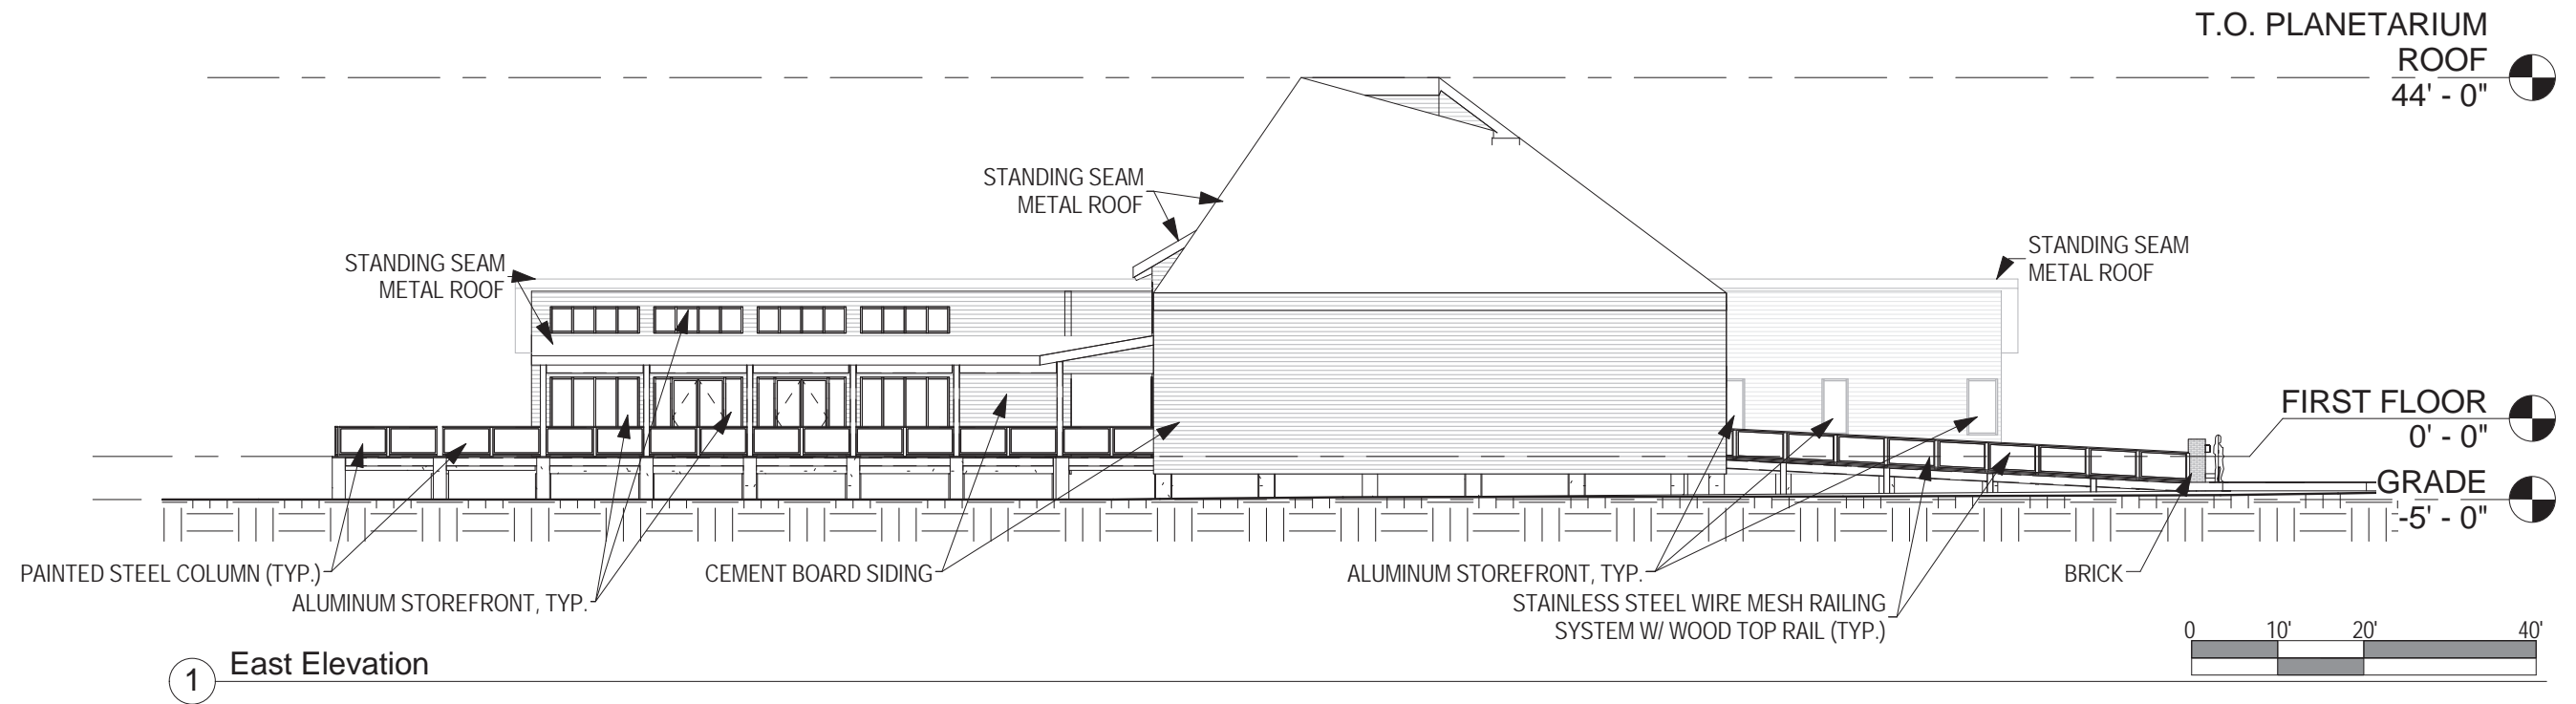 T.O. PLANETARIUM
ROOF
44' - 0"
STANDING SEAM
METAL ROOF
STANDING SEAM
METAL ROOF
STANDING SEAM
METAL ROOF
FIRST FLOOR
0' - 0"
GRADE
-5' - 0"
PAINTED STEEL COLUMN (TYP.)
ALUMINUM STOREFRONT, TYP.
CEMENT BOARD SIDING
ALUMINUM STOREFRONT, TYP.
STAINLESS STEEL WIRE MESH RAILING
SYSTEM W/ WOOD TOP RAIL (TYP.)
BRICK
0 10' 20' 40'
1 East Elevation